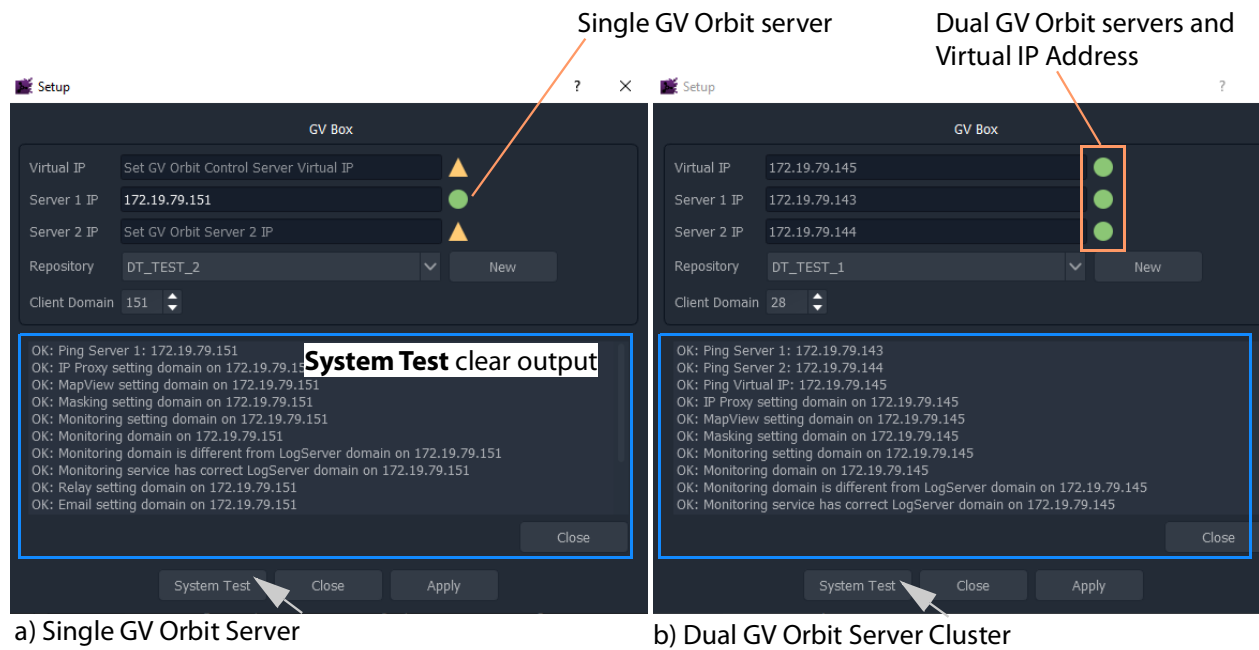 Single GV Orbit server
Dual GV Orbit servers and
Virtual IP Address
Setup
?
×
GV Box
Virtual IP
Set GV Orbit Control Server Virtual IP
Server 1 IP
172.19.79.151
Server 2 IP
Set GV Orbit Server 2 IP
Repository
DT_TEST_2
New
Client Domain
151
OK: Ping Server 1: 172.19.79.151
OK: IP Proxy setting domain on 172.19.79.15
System Test clear output
OK: MapView setting domain on 172.19.79.151
OK: Masking setting domain on 172.19.79.151
OK: Monitoring setting domain on 172.19.79.151
OK: Monitoring domain on 172.19.79.151
OK: Monitoring domain is different from LogServer domain on 172.19.79.151
OK: Monitoring service has correct LogServer domain on 172.19.79.151
OK: Relay setting domain on 172.19.79.151
OK: Email setting domain on 172.19.79.151
Close
System Test
Close
Apply
a) Single GV Orbit Server
Setup
?
GV Box
Virtual IP
172.19.79.145
Server 1 IP
172.19.79.143
Server 2 IP
172.19.79.144
Repository
DT_TEST_1
New
Client Domain
28
OK: Ping Server 1: 172.19.79.143
OK: Ping Server 2: 172.19.79.144
OK: Ping Virtual IP: 172.19.79.145
OK: IP Proxy setting domain on 172.19.79.145
OK: MapView setting domain on 172.19.79.145
OK: Masking setting domain on 172.19.79.145
OK: Monitoring setting domain on 172.19.79.145
OK: Monitoring domain on 172.19.79.145
OK: Monitoring domain is different from LogServer domain on 172.19.79.145
OK: Monitoring service has correct LogServer domain on 172.19.79.145
Close
System Test
Close
Apply
b) Dual GV Orbit Server Cluster